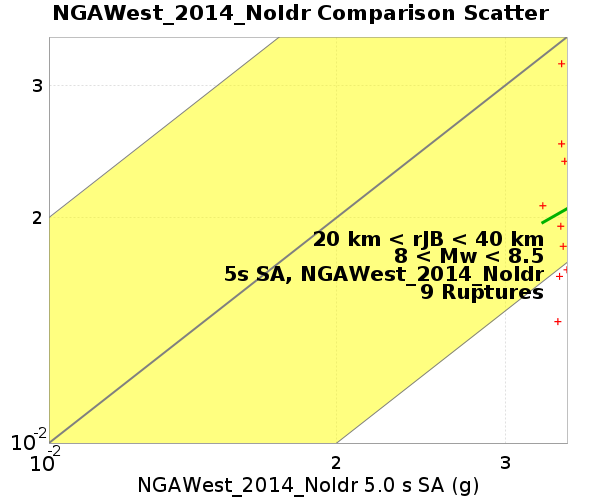 NGAWest_2014_NoIdr Comparison Scatter
3
2
20 km < rJB < 40 km
8 < Mw < 8.5
5s SA, NGAWest_2014_NoIdr
9 Ruptures
10-2
10-2 2 3
NGAWest_2014_NoIdr 5.0 s SA (g)